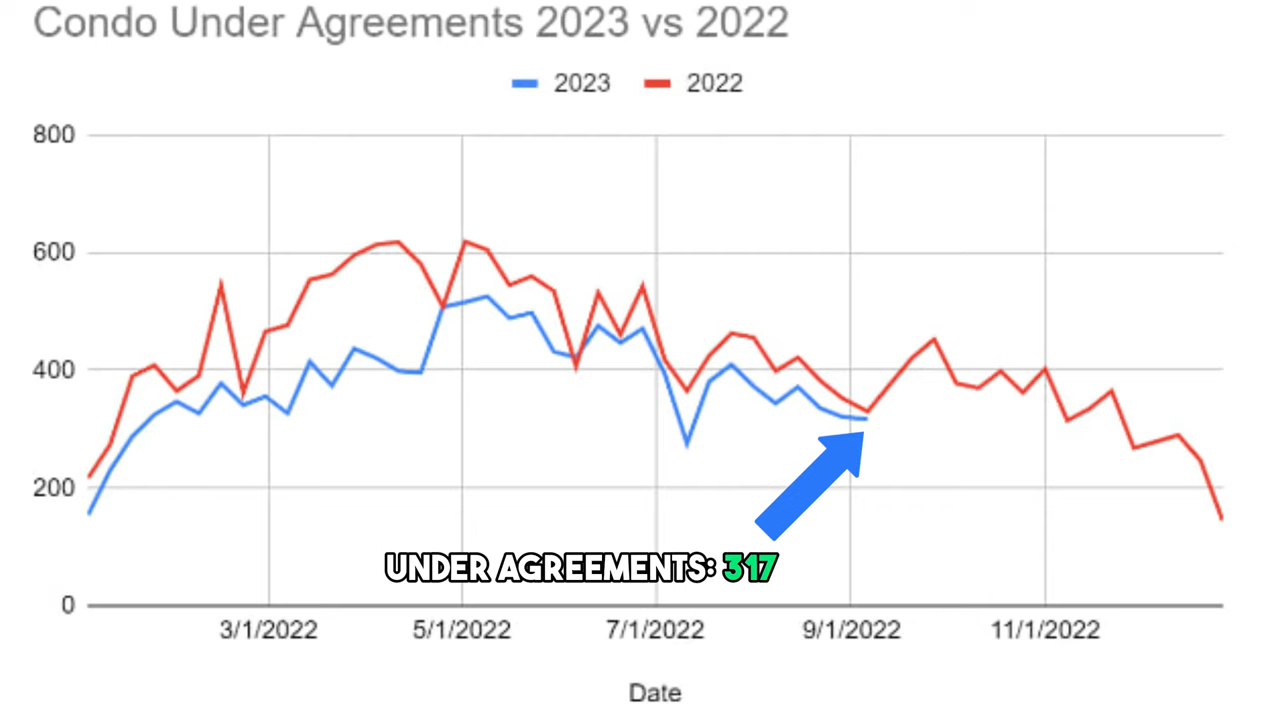 Condo Under Agreements 2023 vs 2022
2023 2022
800
600
400
200
0
UNDER AGREEMENTS: 317
3/1/2022 5/1/2022 7/1/2022 9/1/2022 11/1/2022
Date